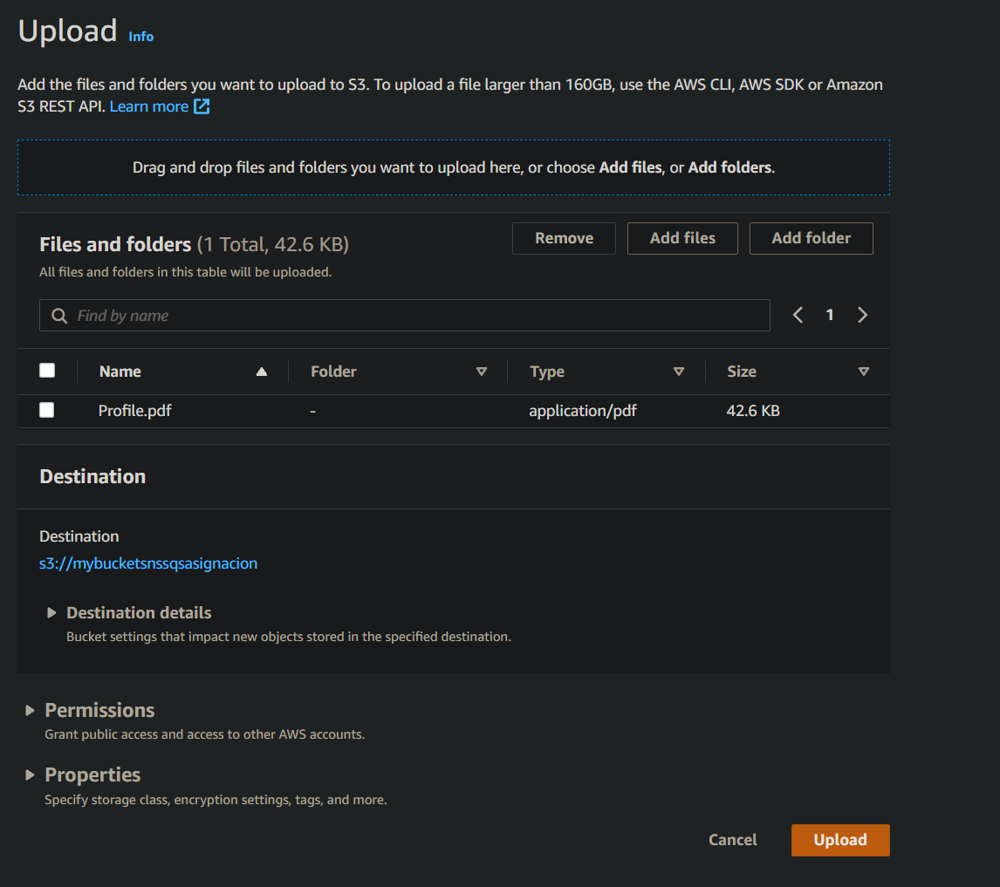 Upload Info
Add the files and folders you want to upload to S3. To upload a file larger than 160GB, use the AWS CLI, AWS SDK or Amazon
S3 REST API. Learn more
Drag and drop files and folders you want to upload here, or choose Add files, or Add folders.
Files and folders (1 Total, 42.6 KB)
Remove
Add files
Add folder
All files and folders in this table will be uploaded.
Find by name
1
Name Folder Type Size
Profile.pdf - application/pdf 42.6 KB
Destination
Destination
s3://mybucketsnssqsasignacion
Destination details
Bucket settings that impact new objects stored in the specified destination.
Permissions
Grant public access and access to other AWS accounts.
Properties
Specify storage class, encryption settings, tags, and more.
Cancel Upload